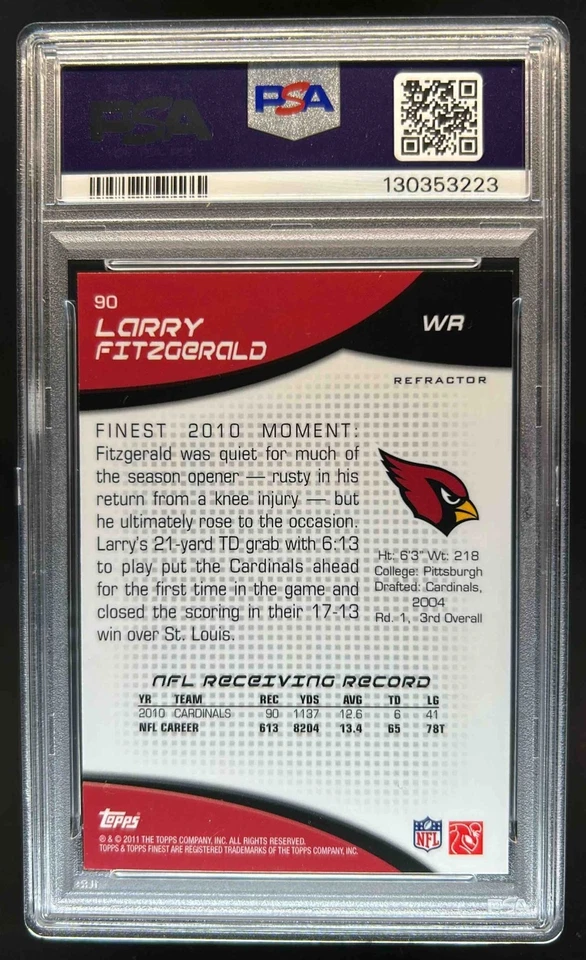 PSA
PSA
130353223
90
LARRY
FITZGERALD
WR
REFRACTOR
FINEST 2010 MOMENT:
Fitzgerald was quiet for much of
the season opener — rusty in his
return from a knee injury — but
he ultimately rose to the occasion.
Larry's 21-yard TD grab with 6:13
to play put the Cardinals ahead
for the first time in the game and
closed the scoring in their 17-13
win over St. Louis.
Ht: 6'3" Wt: 218
College: Pittsburgh
Drafted: Cardinals,
2004
Rd. 1, 3rd Overall
NFL RECEIVING RECORD
YR TEAM REC YDS AVG TD LG
2010 CARDINALS 90 1137 12.6 6 41
NFL CAREER 613 8204 13.4 65 78T
Topps
® & © 2011 THE TOPPS COMPANY, INC. ALL RIGHTS RESERVED.
TOPPS & TOPPS FINEST ARE REGISTERED TRADEMARKS OF THE TOPPS COMPANY, INC.
NFL
PSA